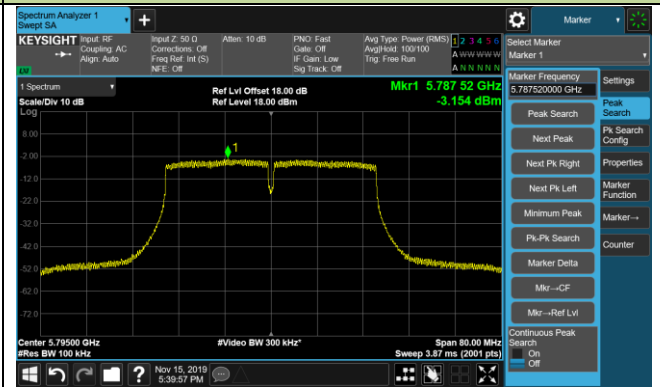 Spectrum Analyzer 1
Swept SA
+
Marker
KEYSIGHT
Input: RF
Coupling: AC
Align: Auto
Input Z: 50 Ω
Corrections: Off
Freq Ref: Int (S)
NFE: Off
Atten: 10 dB
PNO: Fast
Gate: Off
IF Gain: Low
Sig Track: Off
Avg Type: Power (RMS)
Avg|Hold: 100/100
Trig: Free Run
1 2 3 4 5 6
A W W W W W
A N N N N N
Select Marker
Marker 1
1 Spectrum
Scale/Div 10 dB
Log
Ref Lvl Offset 18.00 dB
Ref Level 18.00 dBm
Mkr1 5.787 52 GHz
-3.154 dBm
8.00
-2.00
-12.0
-22.0
-32.0
-42.0
-52.0
-62.0
-72.0
1
Center 5.79500 GHz
#Res BW 100 kHz
#Video BW 300 kHz*
Span 80.00 MHz
Sweep 3.87 ms (2001 pts)
Marker Frequency
5.787520000 GHz
Peak Search
Next Peak
Next Pk Right
Next Pk Left
Minimum Peak
Pk-Pk Search
Marker Delta
Mkr→CF
Mkr→Ref Lvl
Continuous Peak
Search
On
Off
Settings
Peak
Search
Pk Search
Config
Properties
Marker
Function
Marker→
Counter
?
Nov 15, 2019
5:39:57 PM